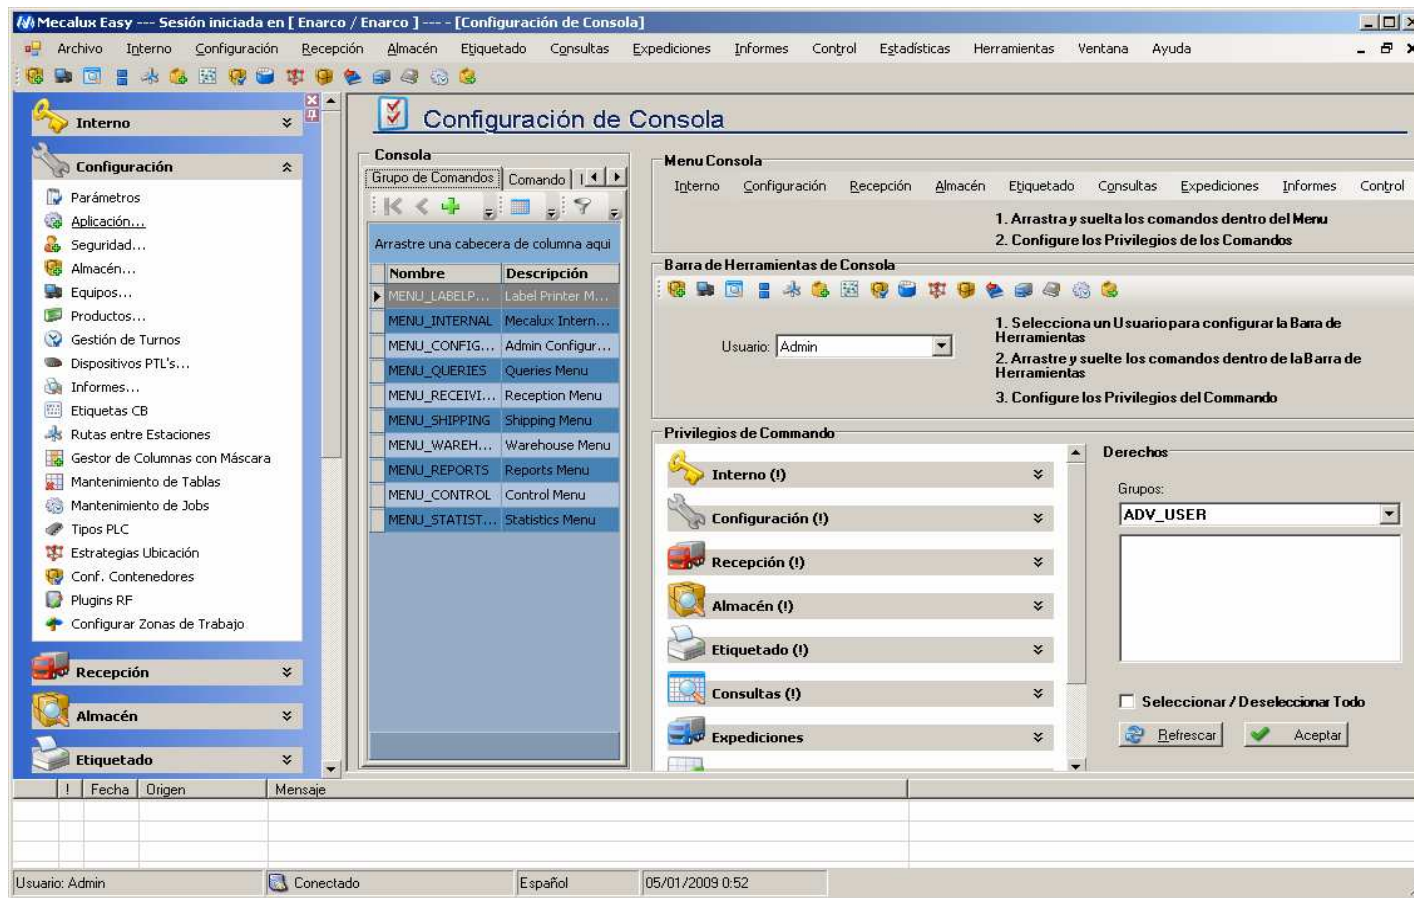 Mecalux Easy --- Sesión iniciada en [ Enarco / Enarco ] ---- - [Configuración de Consola]
Archivo Interno Configuración Recepción Almacén Etiquetado Consultas Expediciones Informes Control Estadísticas Herramientas Ventana Ayuda
Interno
Configuración
Parámetros
Aplicación...
Seguridad...
Almacén...
Equipos...
Productos...
Gestión de Turnos
Dispositivos PTL's...
Informes...
Etiquetas CB
Rutas entre Estaciones
Gestor de Columnas con Máscara
Mantenimiento de Tablas
Mantenimiento de Jobs
Tipos PLC
Estrategias Ubicación
Conf. Contenedores
Plugins RF
Configurar Zonas de Trabajo
Recepción
Almacén
Etiquetado
Configuración de Consola
Consola
Grupo de Comandos Comando
Arrastre una cabecera de columna aqui
Nombre Descripción
MENU_LABELP... Label Printer M...
MENU_INTERNAL Mecalux Intern...
MENU_CONFIG... Admin Configur...
MENU_QUERIES Queries Menu
MENU_RECEIVI... Reception Menu
MENU_SHIPPING Shipping Menu
MENU_WAREH... Warehouse Menu
MENU_REPORTS Reports Menu
MENU_CONTROL Control Menu
MENU_STATIST... Statistics Menu
Menu Consola
Interno Configuración Recepción Almacén Etiquetado Consultas Expediciones Informes Control
1. Arrastra y suelta los comandos dentro del Menu
2. Configure los Privilegios de los Comandos
Barra de Herramientas de Consola
Usuario: Admin
1. Selecciona un Usuario para configurar la Barra de
Herramientas
2. Arrastre y suelte los comandos dentro de la Barra de
Herramientas
3. Configure los Privilegios del Commando
Privilegios de Commando
Interno (!)
Configuración (!)
Recepción (!)
Almacén (!)
Etiquetado (!)
Consultas (!)
Expediciones
Derechos
Grupos:
ADV_USER
Seleccionar / Deseleccionar Todo
Refrescar Aceptar
! Fecha Origen Mensaje
Usuario: Admin Conectado Español 05/01/2009 0:52